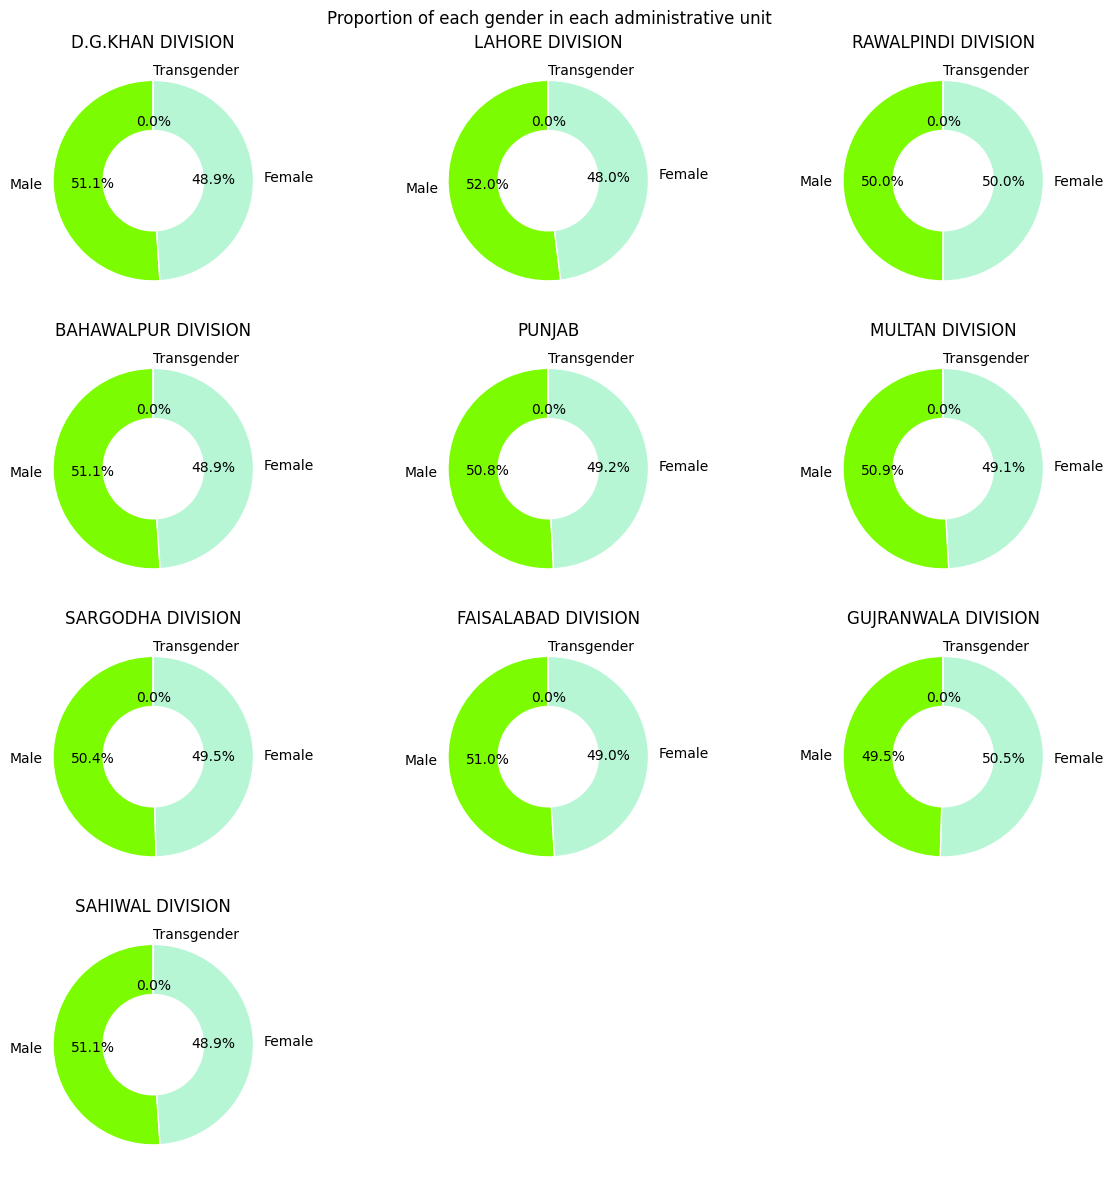 Proportion of each gender in each administrative unit
D.G.KHAN DIVISION
Transgender
0.0%
Male
51.1%
48.9%
Female
LAHORE DIVISION
Transgender
0.0%
Male
52.0%
48.0%
Female
RAWALPINDI DIVISION
Transgender
0.0%
Male
50.0%
50.0%
Female
BAHAWALPUR DIVISION
Transgender
0.0%
Male
51.1%
48.9%
Female
PUNJAB
Transgender
0.0%
Male
50.8%
49.2%
Female
MULTAN DIVISION
Transgender
0.0%
Male
50.9%
49.1%
Female
SARGODHA DIVISION
Transgender
0.0%
Male
50.4%
49.5%
Female
FAISALABAD DIVISION
Transgender
0.0%
Male
51.0%
49.0%
Female
GUJRANWALA DIVISION
Transgender
0.0%
Male
49.5%
50.5%
Female
SAHIWAL DIVISION
Transgender
0.0%
Male
51.1%
48.9%
Female